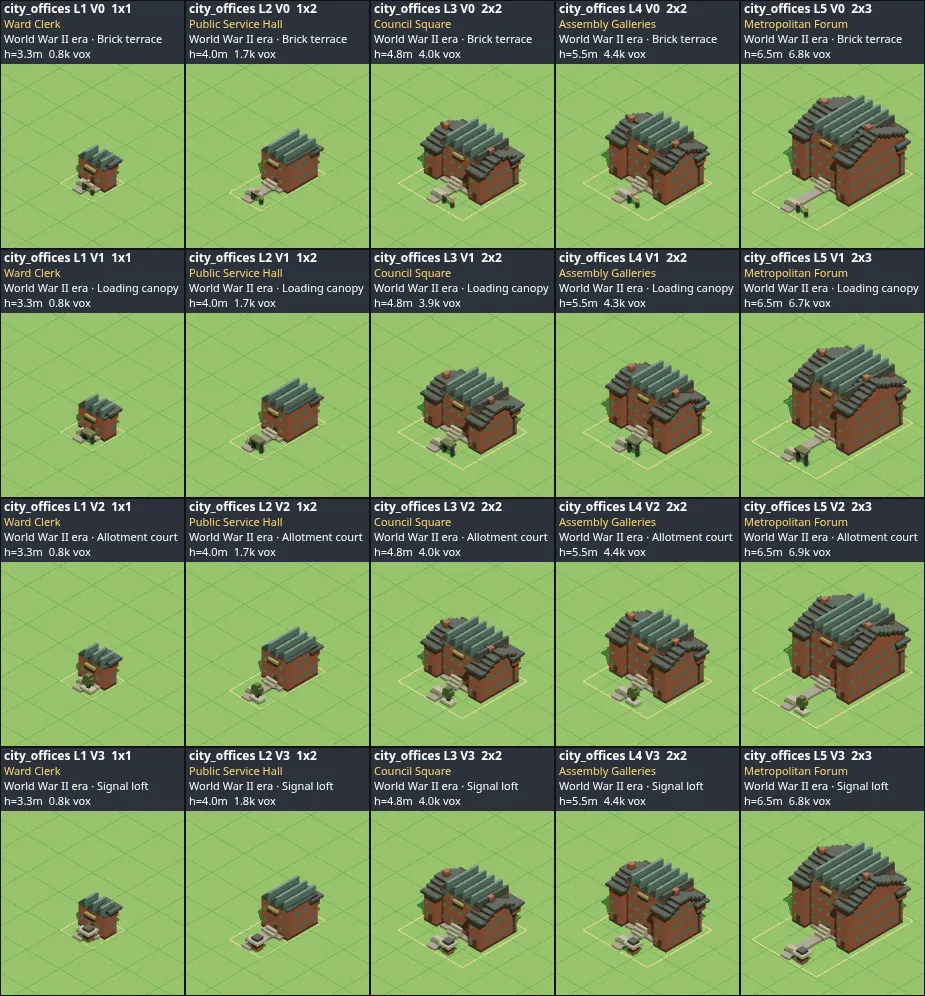 city_offices L1 V0 1x1
Ward Clerk
World War II era · Brick terrace
h=3.3m 0.8k vox
city_offices L2 V0 1x2
Public Service Hall
World War II era · Brick terrace
h=4.0m 1.7k vox
city_offices L3 V0 2x2
Council Square
World War II era · Brick terrace
h=4.8m 4.0k vox
city_offices L4 V0 2x2
Assembly Galleries
World War II era · Brick terrace
h=5.5m 4.4k vox
city_offices L5 V0 2x3
Metropolitan Forum
World War II era · Brick terrace
h=6.5m 6.8k vox
city_offices L1 V1 1x1
Ward Clerk
World War II era · Loading canopy
h=3.3m 0.8k vox
city_offices L2 V1 1x2
Public Service Hall
World War II era · Loading canopy
h=4.0m 1.7k vox
city_offices L3 V1 2x2
Council Square
World War II era · Loading canopy
h=4.8m 3.9k vox
city_offices L4 V1 2x2
Assembly Galleries
World War II era · Loading canopy
h=5.5m 4.3k vox
city_offices L5 V1 2x3
Metropolitan Forum
World War II era · Loading canopy
h=6.5m 6.7k vox
city_offices L1 V2 1x1
Ward Clerk
World War II era · Allotment court
h=3.3m 0.8k vox
city_offices L2 V2 1x2
Public Service Hall
World War II era · Allotment court
h=4.0m 1.7k vox
city_offices L3 V2 2x2
Council Square
World War II era · Allotment court
h=4.8m 4.0k vox
city_offices L4 V2 2x2
Assembly Galleries
World War II era · Allotment court
h=5.5m 4.4k vox
city_offices L5 V2 2x3
Metropolitan Forum
World War II era · Allotment court
h=6.5m 6.9k vox
city_offices L1 V3 1x1
Ward Clerk
World War II era · Signal loft
h=3.3m 0.8k vox
city_offices L2 V3 1x2
Public Service Hall
World War II era · Signal loft
h=4.0m 1.8k vox
city_offices L3 V3 2x2
Council Square
World War II era · Signal loft
h=4.8m 4.0k vox
city_offices L4 V3 2x2
Assembly Galleries
World War II era · Signal loft
h=5.5m 4.4k vox
city_offices L5 V3 2x3
Metropolitan Forum
World War II era · Signal loft
h=6.5m 6.8k vox